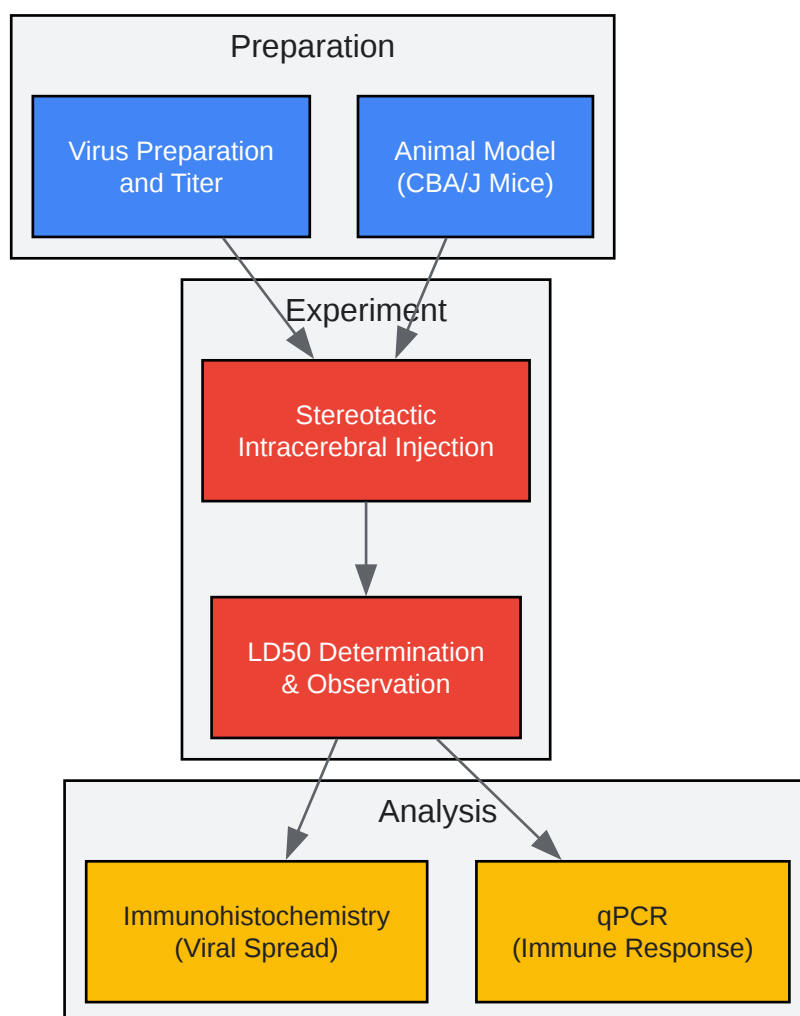 Preparation
Virus Preparation
and Titer
Animal Model
(CBA/J Mice)
Experiment
Stereotactic
Intracerebral Injection
LD50 Determination
& Observation
Analysis
Immunohistochemistry
(Viral Spread)
qPCR
(Immune Response)